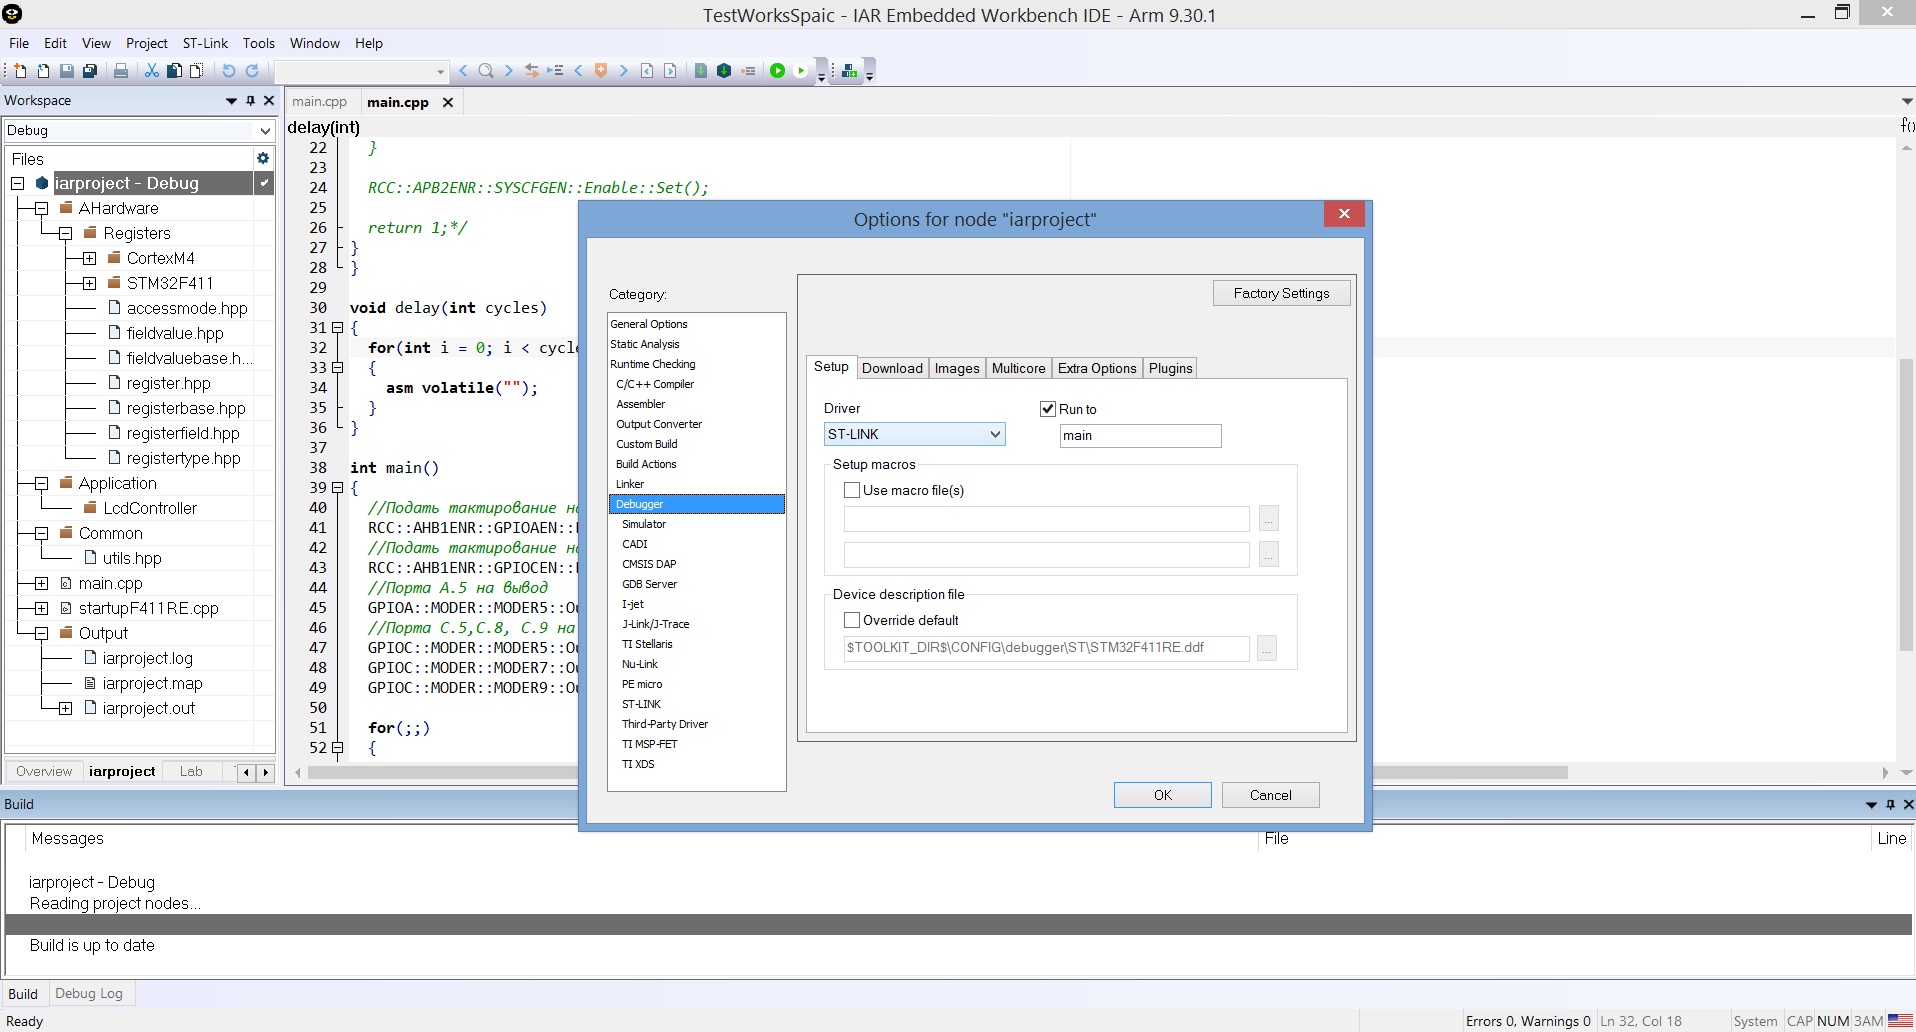 TestWorksSpaic - IAR Embedded Workbench IDE - Arm 9.30.1
File Edit View Project ST-Link Tools Window Help
Workspace
main.cpp main.cpp
Debug
delay(int)
f()
Files
iarproject - Debug
AHardware
Registers
CortexM4
STM32F411
accessmode.hpp
fieldvalue.hpp
fieldvaluebase.h...
register.hpp
registerbase.hpp
registerfield.hpp
registertype.hpp
Application
LcdController
Common
utils.hpp
main.cpp
startupF411RE.cpp
Output
iarproject.log
iarproject.map
iarproject.out
Overview iarproject Lab
22 }
23
24 RCC::APB2ENR::SYSCFGEN::Enable::Set();
25
26 return 1;*/
27 }
28 }
29
30 void delay(int cycles)
31 {
32 for(int i = 0; i < cycle
33 {
34 asm volatile("");
35 }
36 }
37
38 int main()
39 {
40 //Подать тактирование на
41 RCC::AHB1ENR::GPIOAEN::
42 //Подать тактирование на
43 RCC::AHB1ENR::GPIOCEN::
44 //Порта A.5 на вывод
45 GPIOA::MODER::MODER5::Ou
46 //Порта C.5,C.8, C.9 на
47 GPIOC::MODER::MODER5::Ou
48 GPIOC::MODER::MODER7::Ou
49 GPIOC::MODER::MODER9::Ou
50
51 for(;;)
52 {
Options for node "iarproject"
Category:
General Options
Static Analysis
Runtime Checking
C/C++ Compiler
Assembler
Output Converter
Custom Build
Build Actions
Linker
Debugger
Simulator
CADI
CMSIS DAP
GDB Server
I-jet
J-Link/J-Trace
TI Stellaris
Nu-Link
PE micro
ST-LINK
Third-Party Driver
TI MSP-FET
TI XDS
Factory Settings
Setup Download Images Multicore Extra Options Plugins
Driver
Run to
ST-LINK
main
Setup macros
Use macro file(s)
...
...
Device description file
Override default
$TOOLKIT_DIR$\CONFIG\debugger\ST\STM32F411RE.ddf
...
OK Cancel
Build
Messages File Line
iarproject - Debug
Reading project nodes...
Build is up to date
Build Debug Log
Ready
Errors 0, Warnings 0 Ln 32, Col 18 System CAP NUM ЗАМ